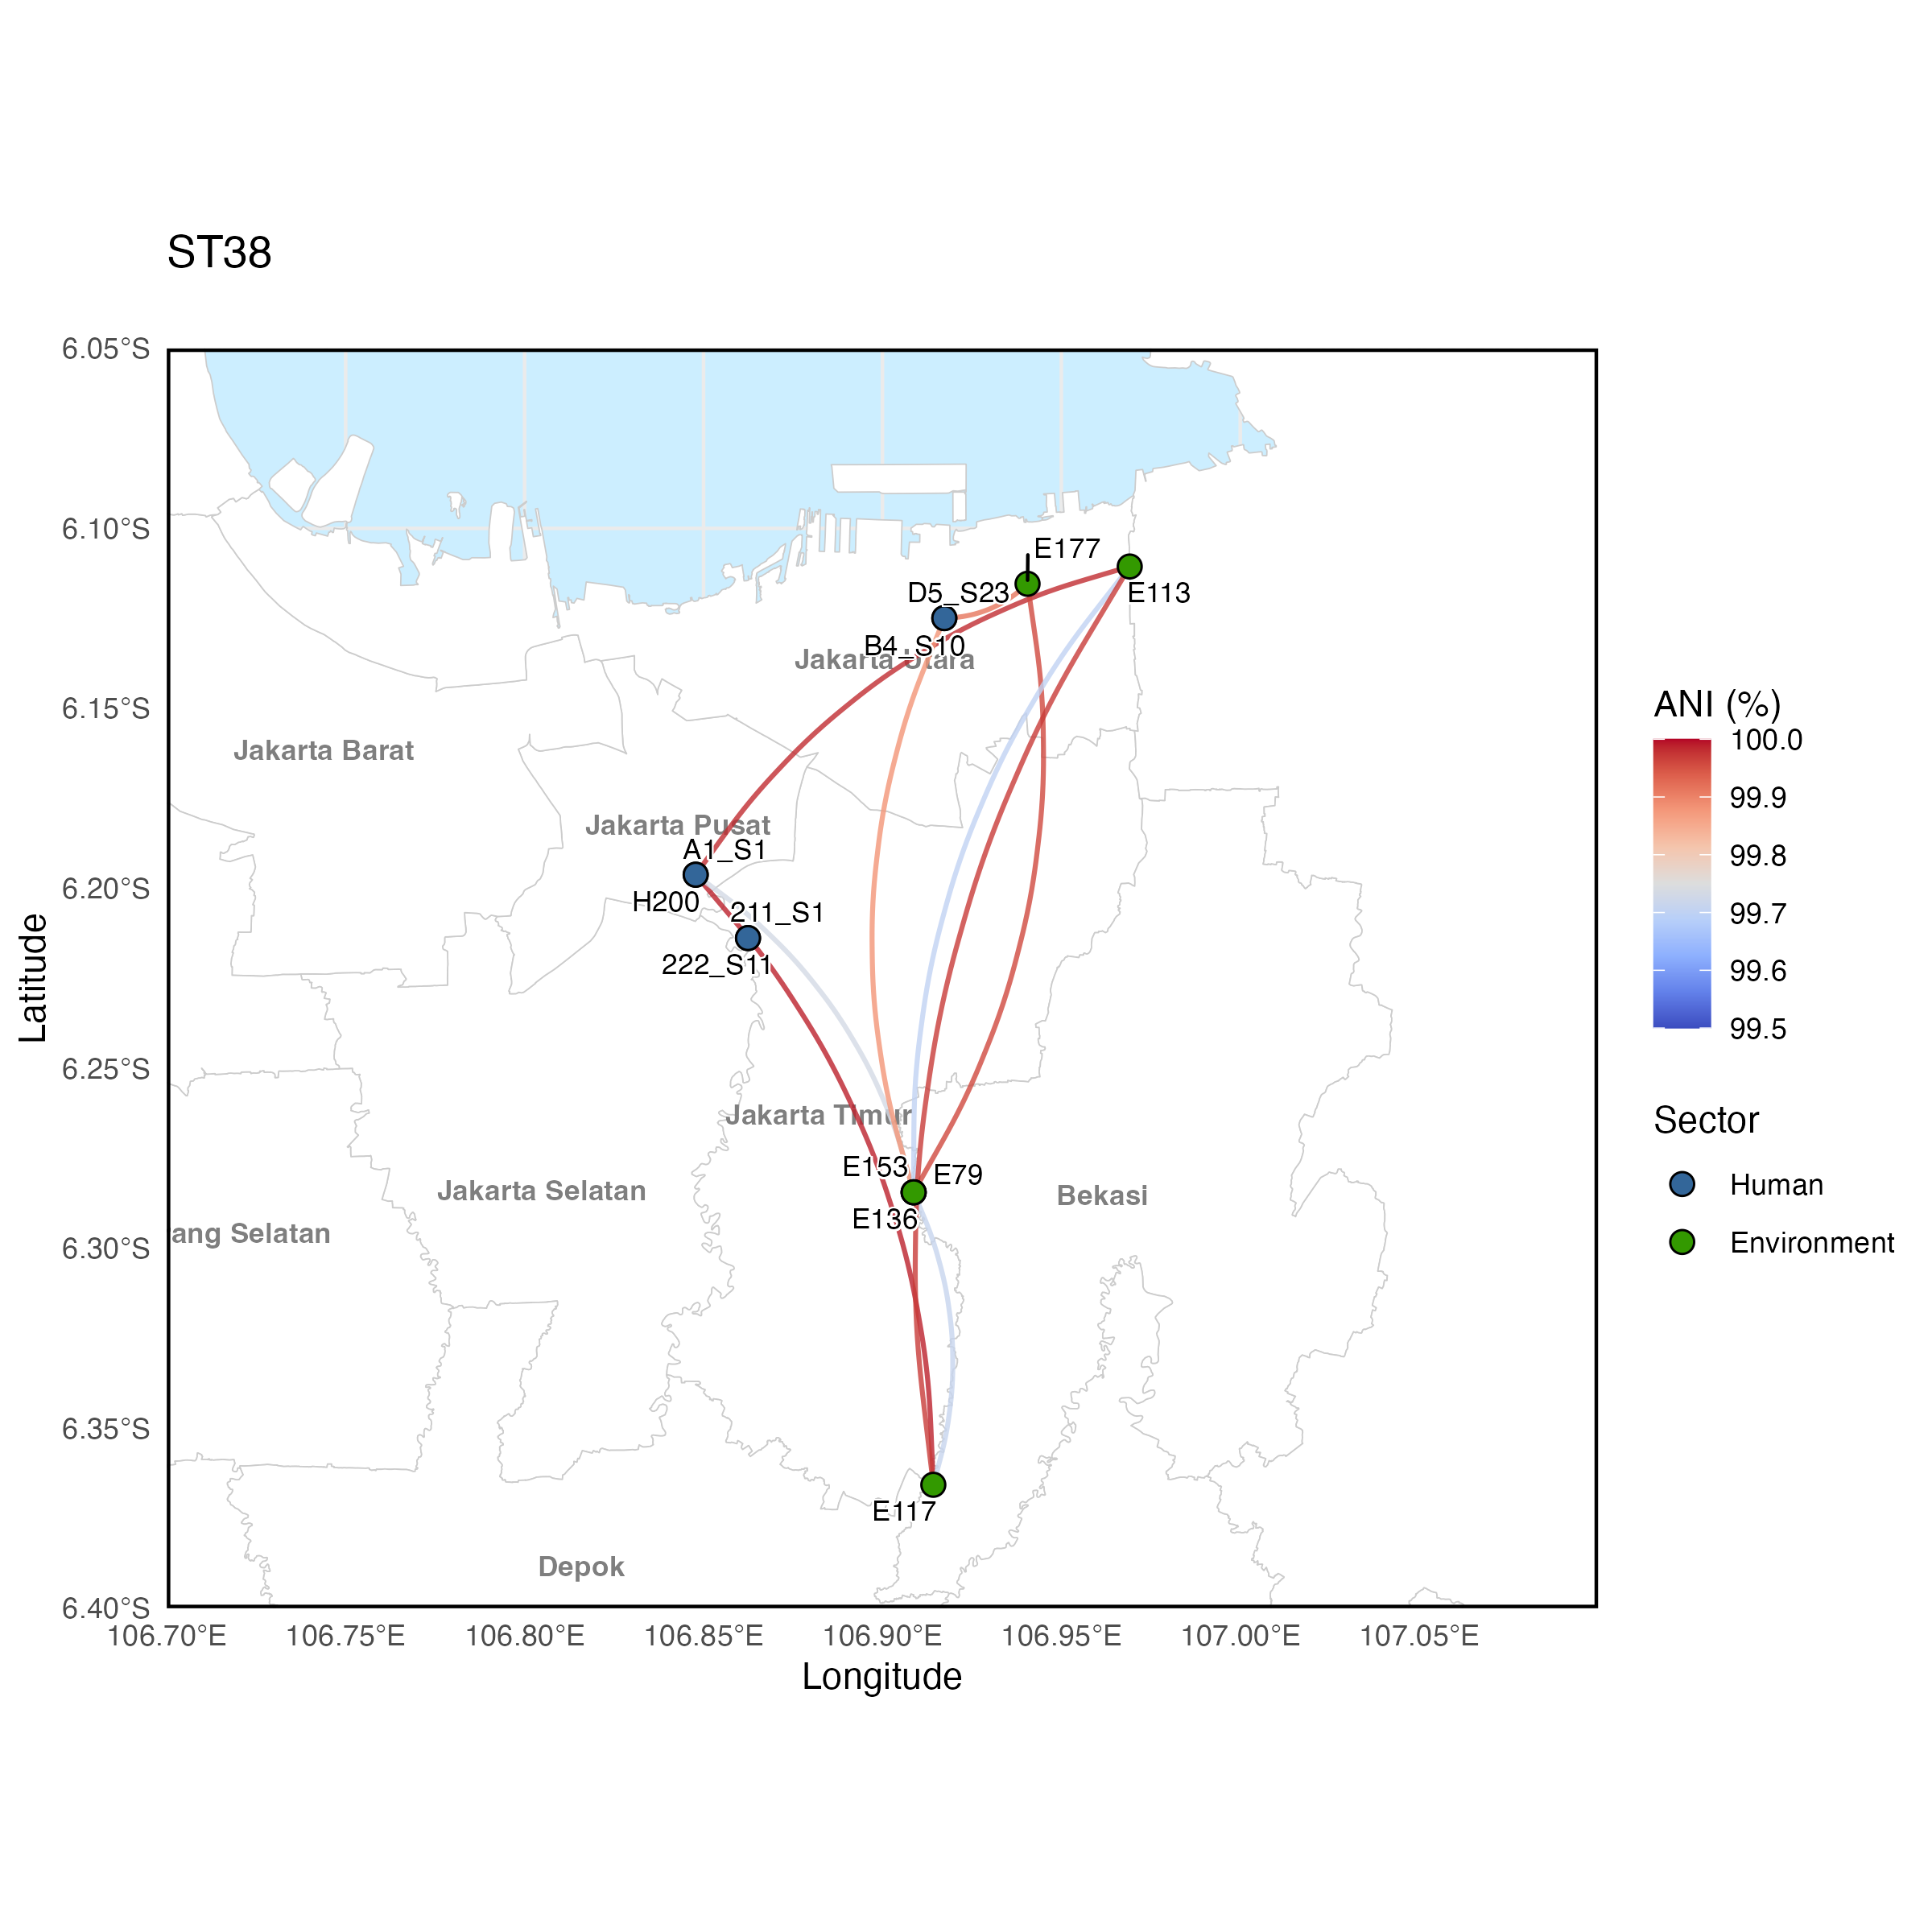 ST38
6.05°S
6.10°S
6.15°S
6.20°S
6.25°S
6.30°S
6.35°S
6.40°S
Latitude
E177
D5_S23
E113
B4_S10
Jakarta Utara
Jakarta Barat
Jakarta Pusat
A1_S1
H200
211_S1
222_S11
Jakarta Timur
E153
E79
Jakarta Selatan
Bekasi
E136
ang Selatan
E117
Depok
106.70°E
106.75°E
106.80°E
106.85°E
106.90°E
106.95°E
107.00°E
107.05°E
Longitude
ANI (%)
100.0
99.9
99.8
99.7
99.6
99.5
Sector
Human
Environment